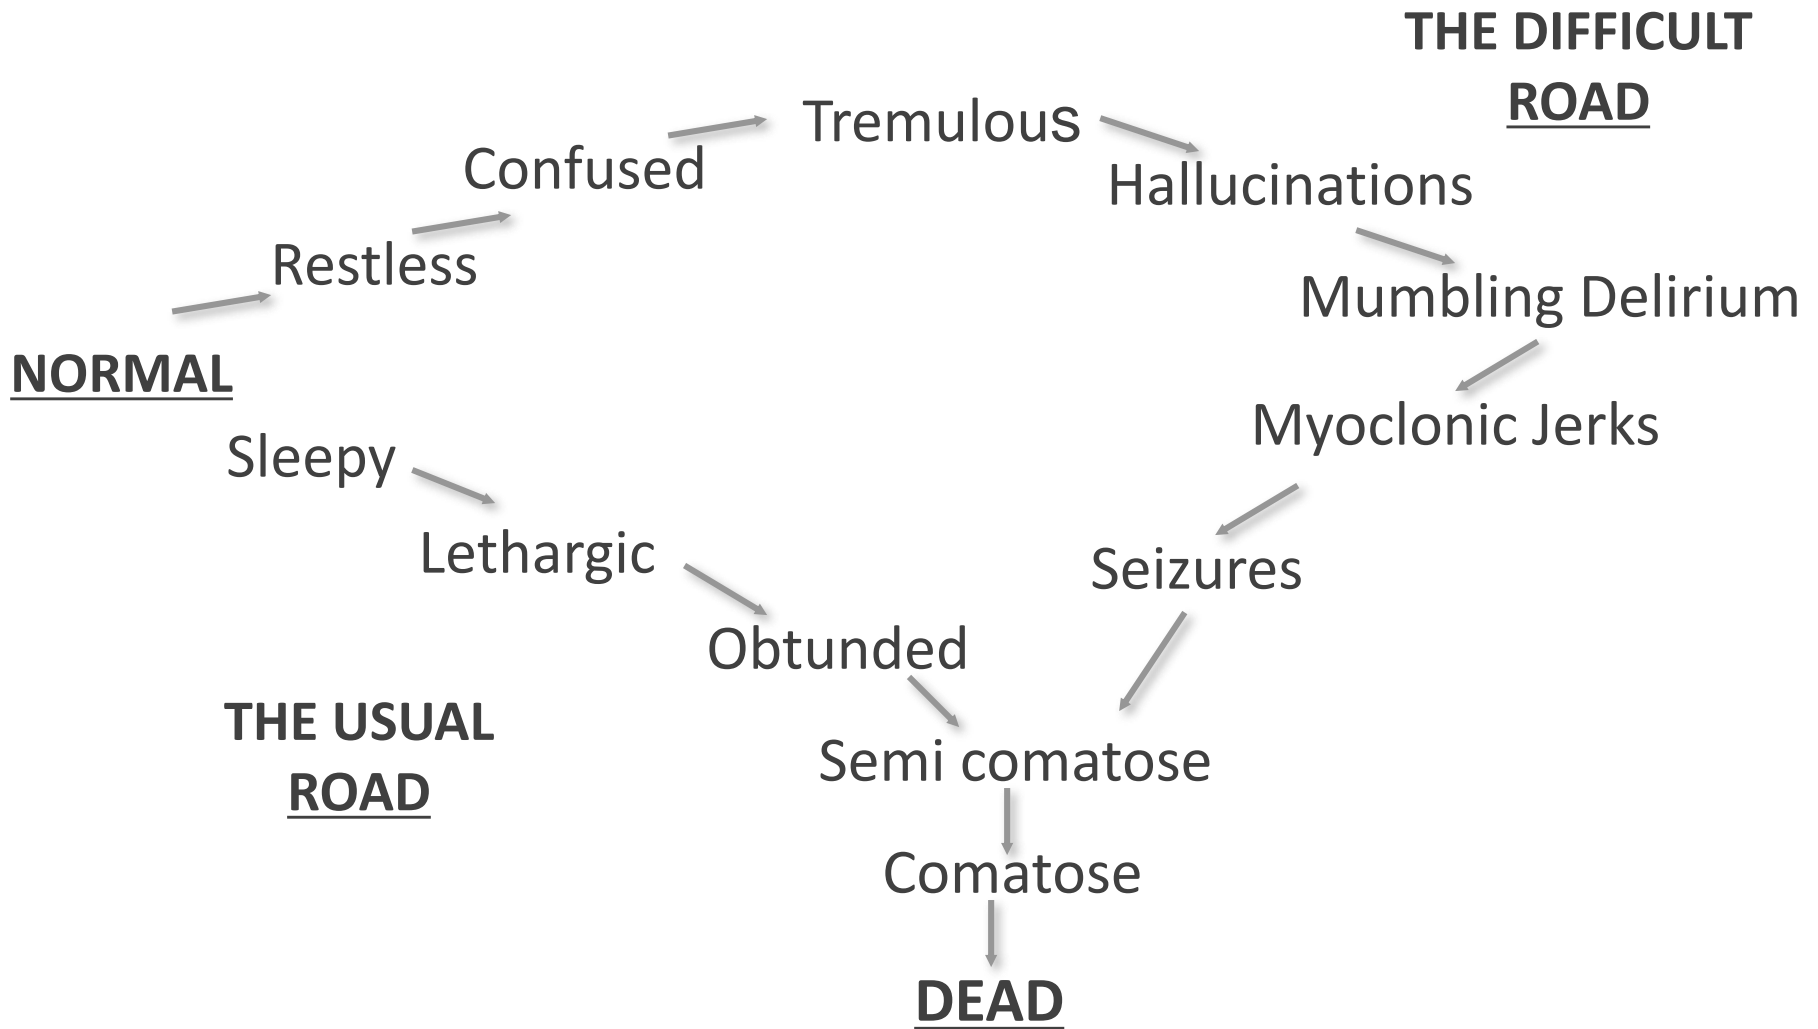 THE DIFFICULT
ROAD
Tremulous
Confused
Hallucinations
Restless
Mumbling Delirium
NORMAL
Myoclonic Jerks
Sleepy
Lethargic
Seizures
Obtunded
THE USUAL
ROAD
Semi comatose
Comatose
DEAD